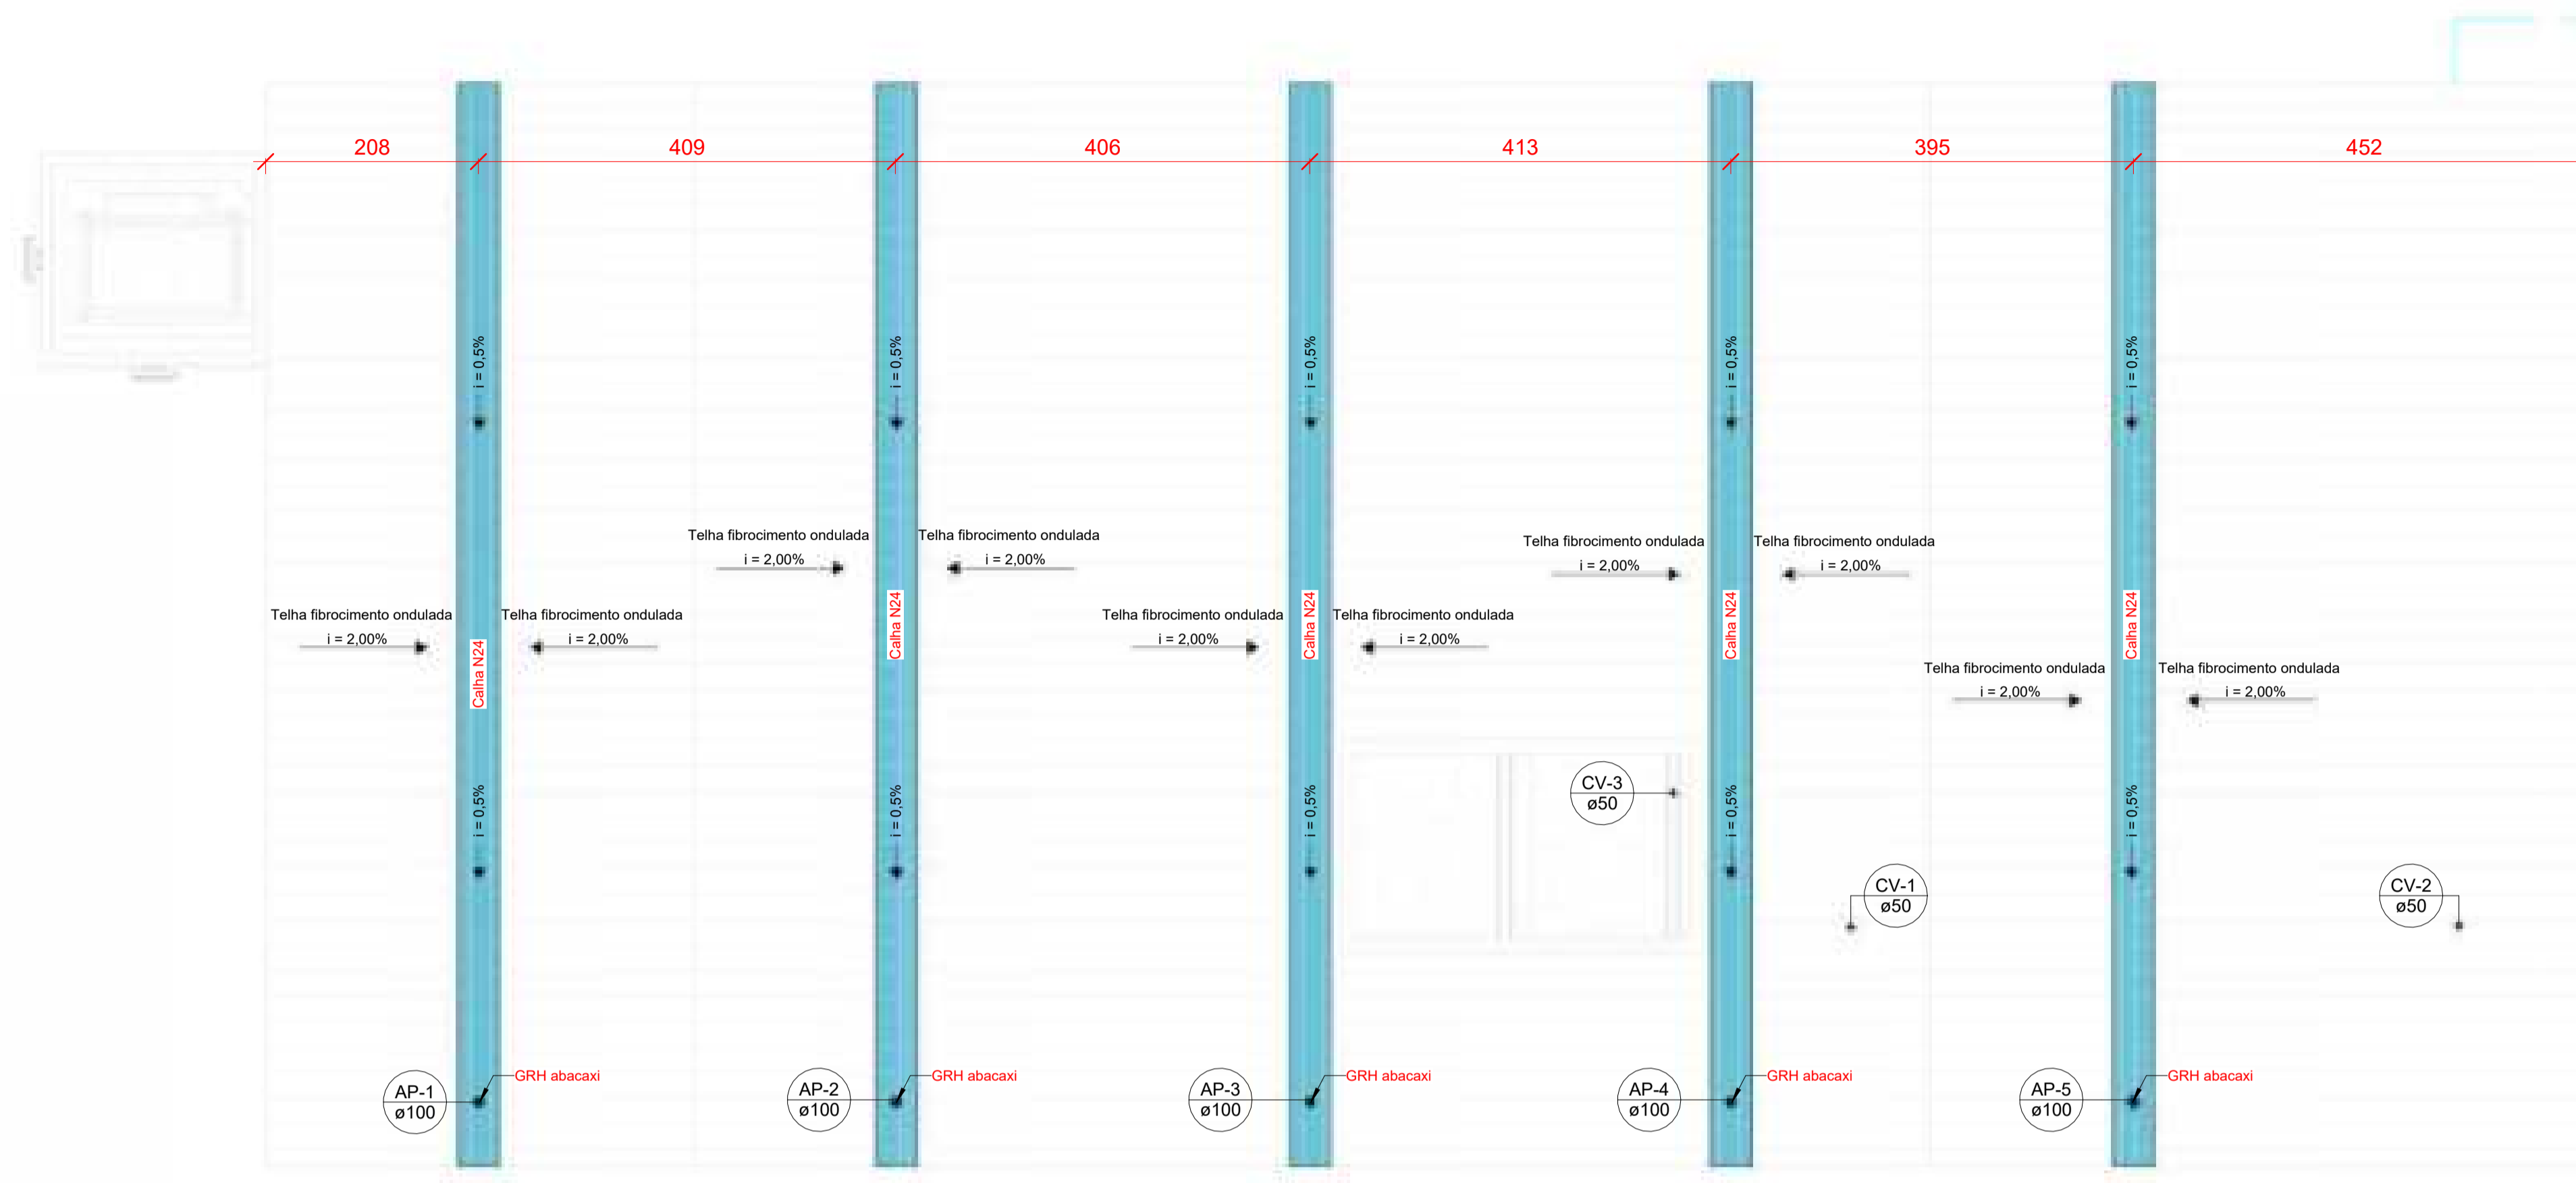 208
409
406
413
395
452
i = 0,5%
i = 0,5%
i = 0,5%
i = 0,5%
i = 0,5%
Telha fibrocimento ondulada
i = 2,00%
Telha fibrocimento ondulada
i = 2,00%
Telha fibrocimento ondulada
i = 2,00%
Telha fibrocimento ondulada
i = 2,00%
Telha fibrocimento ondulada
i = 2,00%
Telha fibrocimento ondulada
i = 2,00%
Telha fibrocimento ondulada
i = 2,00%
Telha fibrocimento ondulada
i = 2,00%
Telha fibrocimento ondulada
i = 2,00%
Telha fibrocimento ondulada
i = 2,00%
Calha N24
Calha N24
Calha N24
Calha N24
Calha N24
CV-3
ø50
i = 0,5%
i = 0,5%
i = 0,5%
i = 0,5%
i = 0,5%
CV-1
ø50
CV-2
ø50
AP-1
ø100
GRH abacaxi
AP-2
ø100
GRH abacaxi
AP-3
ø100
GRH abacaxi
AP-4
ø100
GRH abacaxi
AP-5
ø100
GRH abacaxi